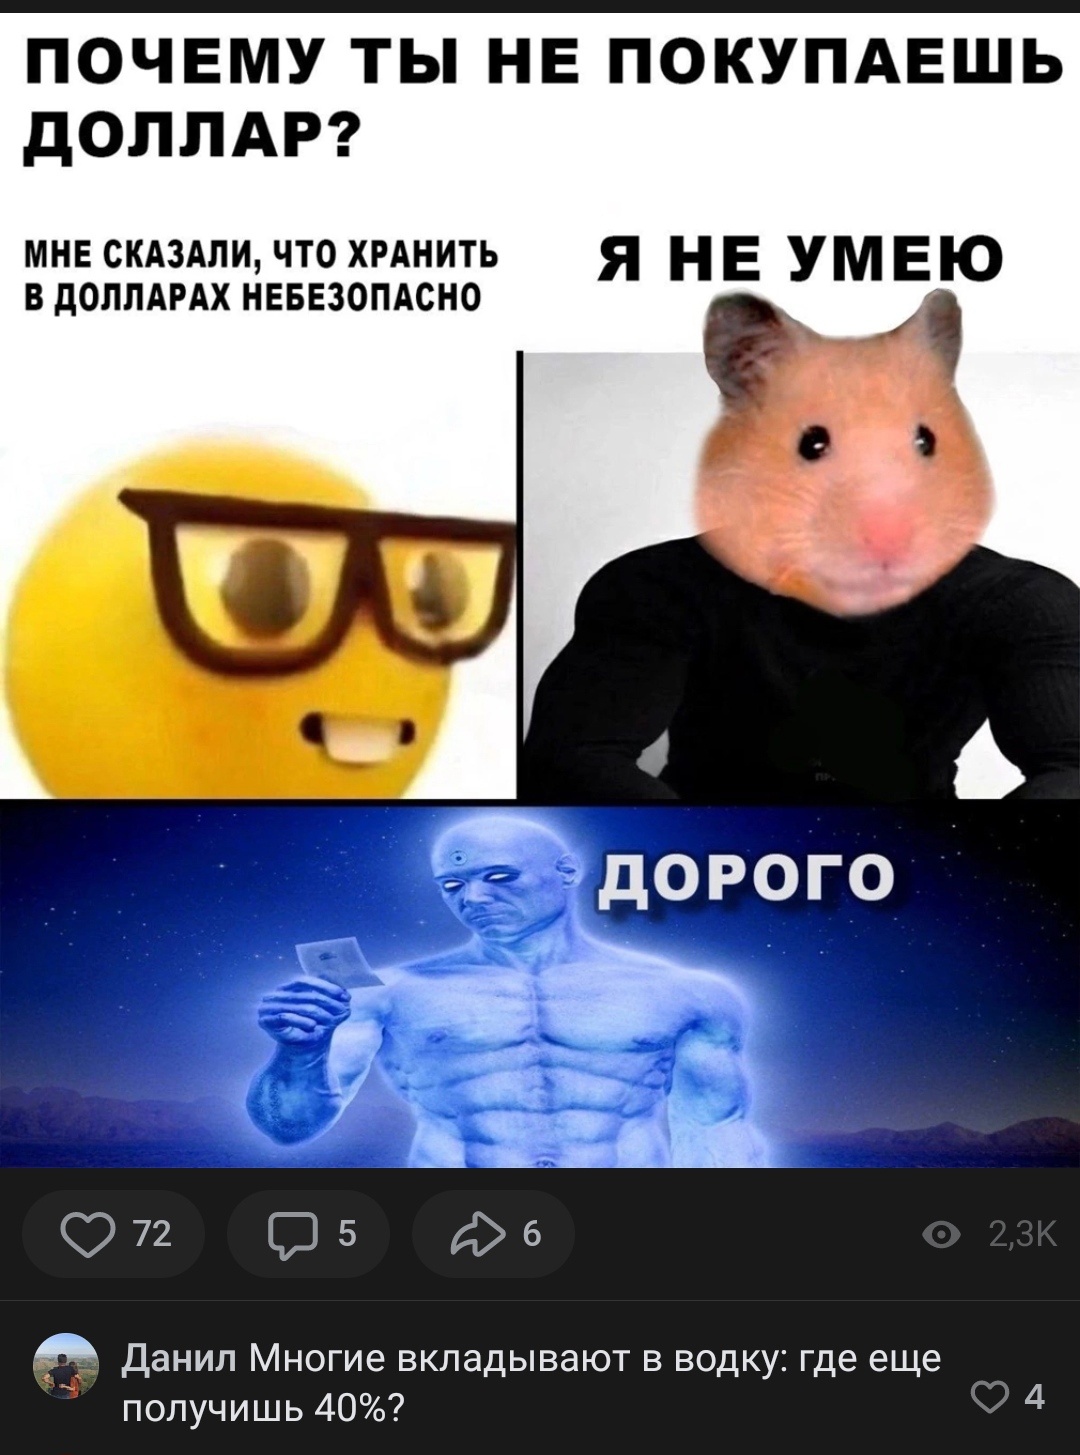 ПОЧЕМУ ТЫ НЕ ПОКУПАЕШЬ
ДОЛЛАР?
МНЕ СКАЗАЛИ, ЧТО ХРАНИТЬ
В ДОЛЛАРАХ НЕБЕЗОПАСНО
Я НЕ УМЕЮ
ДОРОГО
72
5
6
2,3K
Данил Многие вкладывают в водку: где еще
получишь 40%?
4